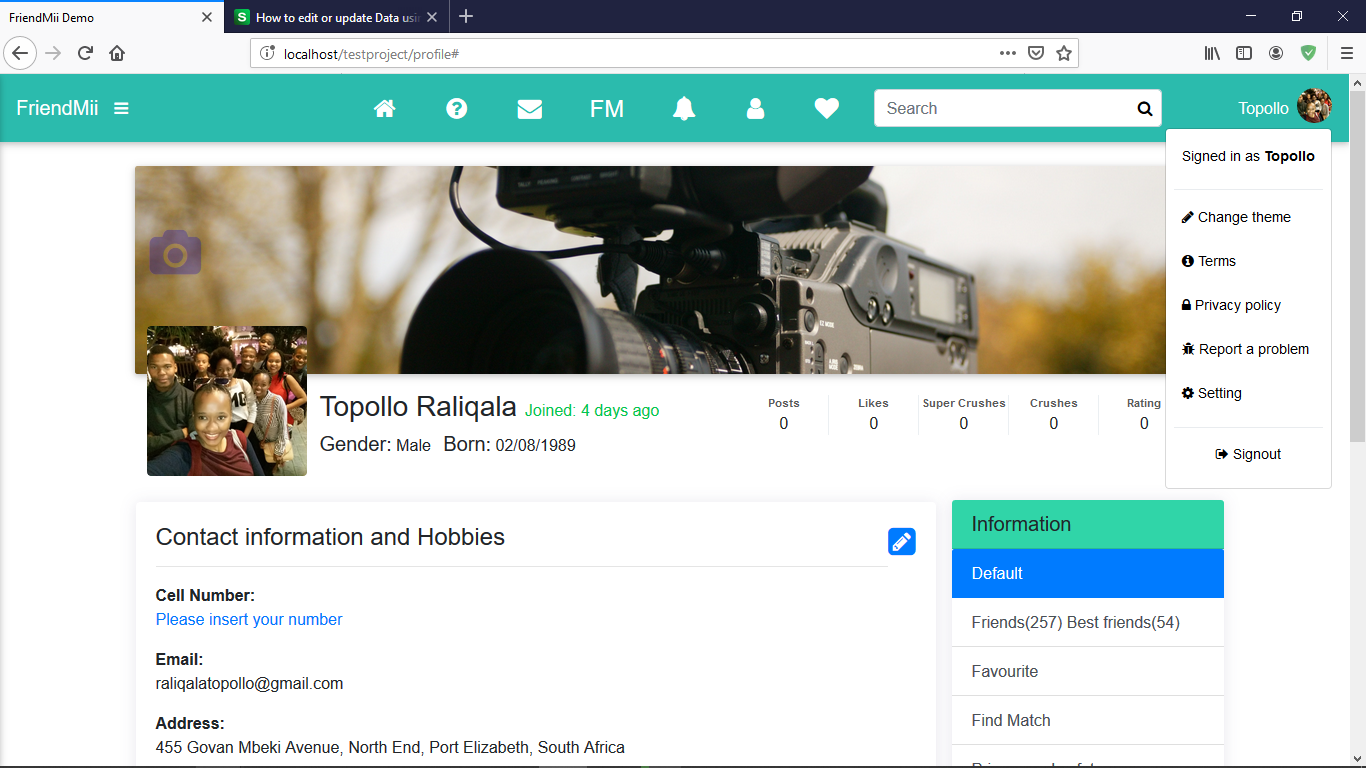 FriendMii Demo
How to edit or update Data usi
localhost/testproject/profile#
FriendMii
FM
Search
Topollo
Signed in as Topollo
Change theme
Terms
Privacy policy
Report a problem
Setting
Signout
Topollo Raliqala Joined: 4 days ago
Gender: Male Born: 02/08/1989
Posts Likes Super Crushes Crushes Rating
0 0 0 0 0
Contact information and Hobbies
Cell Number:
Please insert your number
Email:
raliqalatopollo@gmail.com
Address:
455 Govan Mbeki Avenue, North End, Port Elizabeth, South Africa
Information
Default
Friends(257) Best friends(54)
Favourite
Find Match